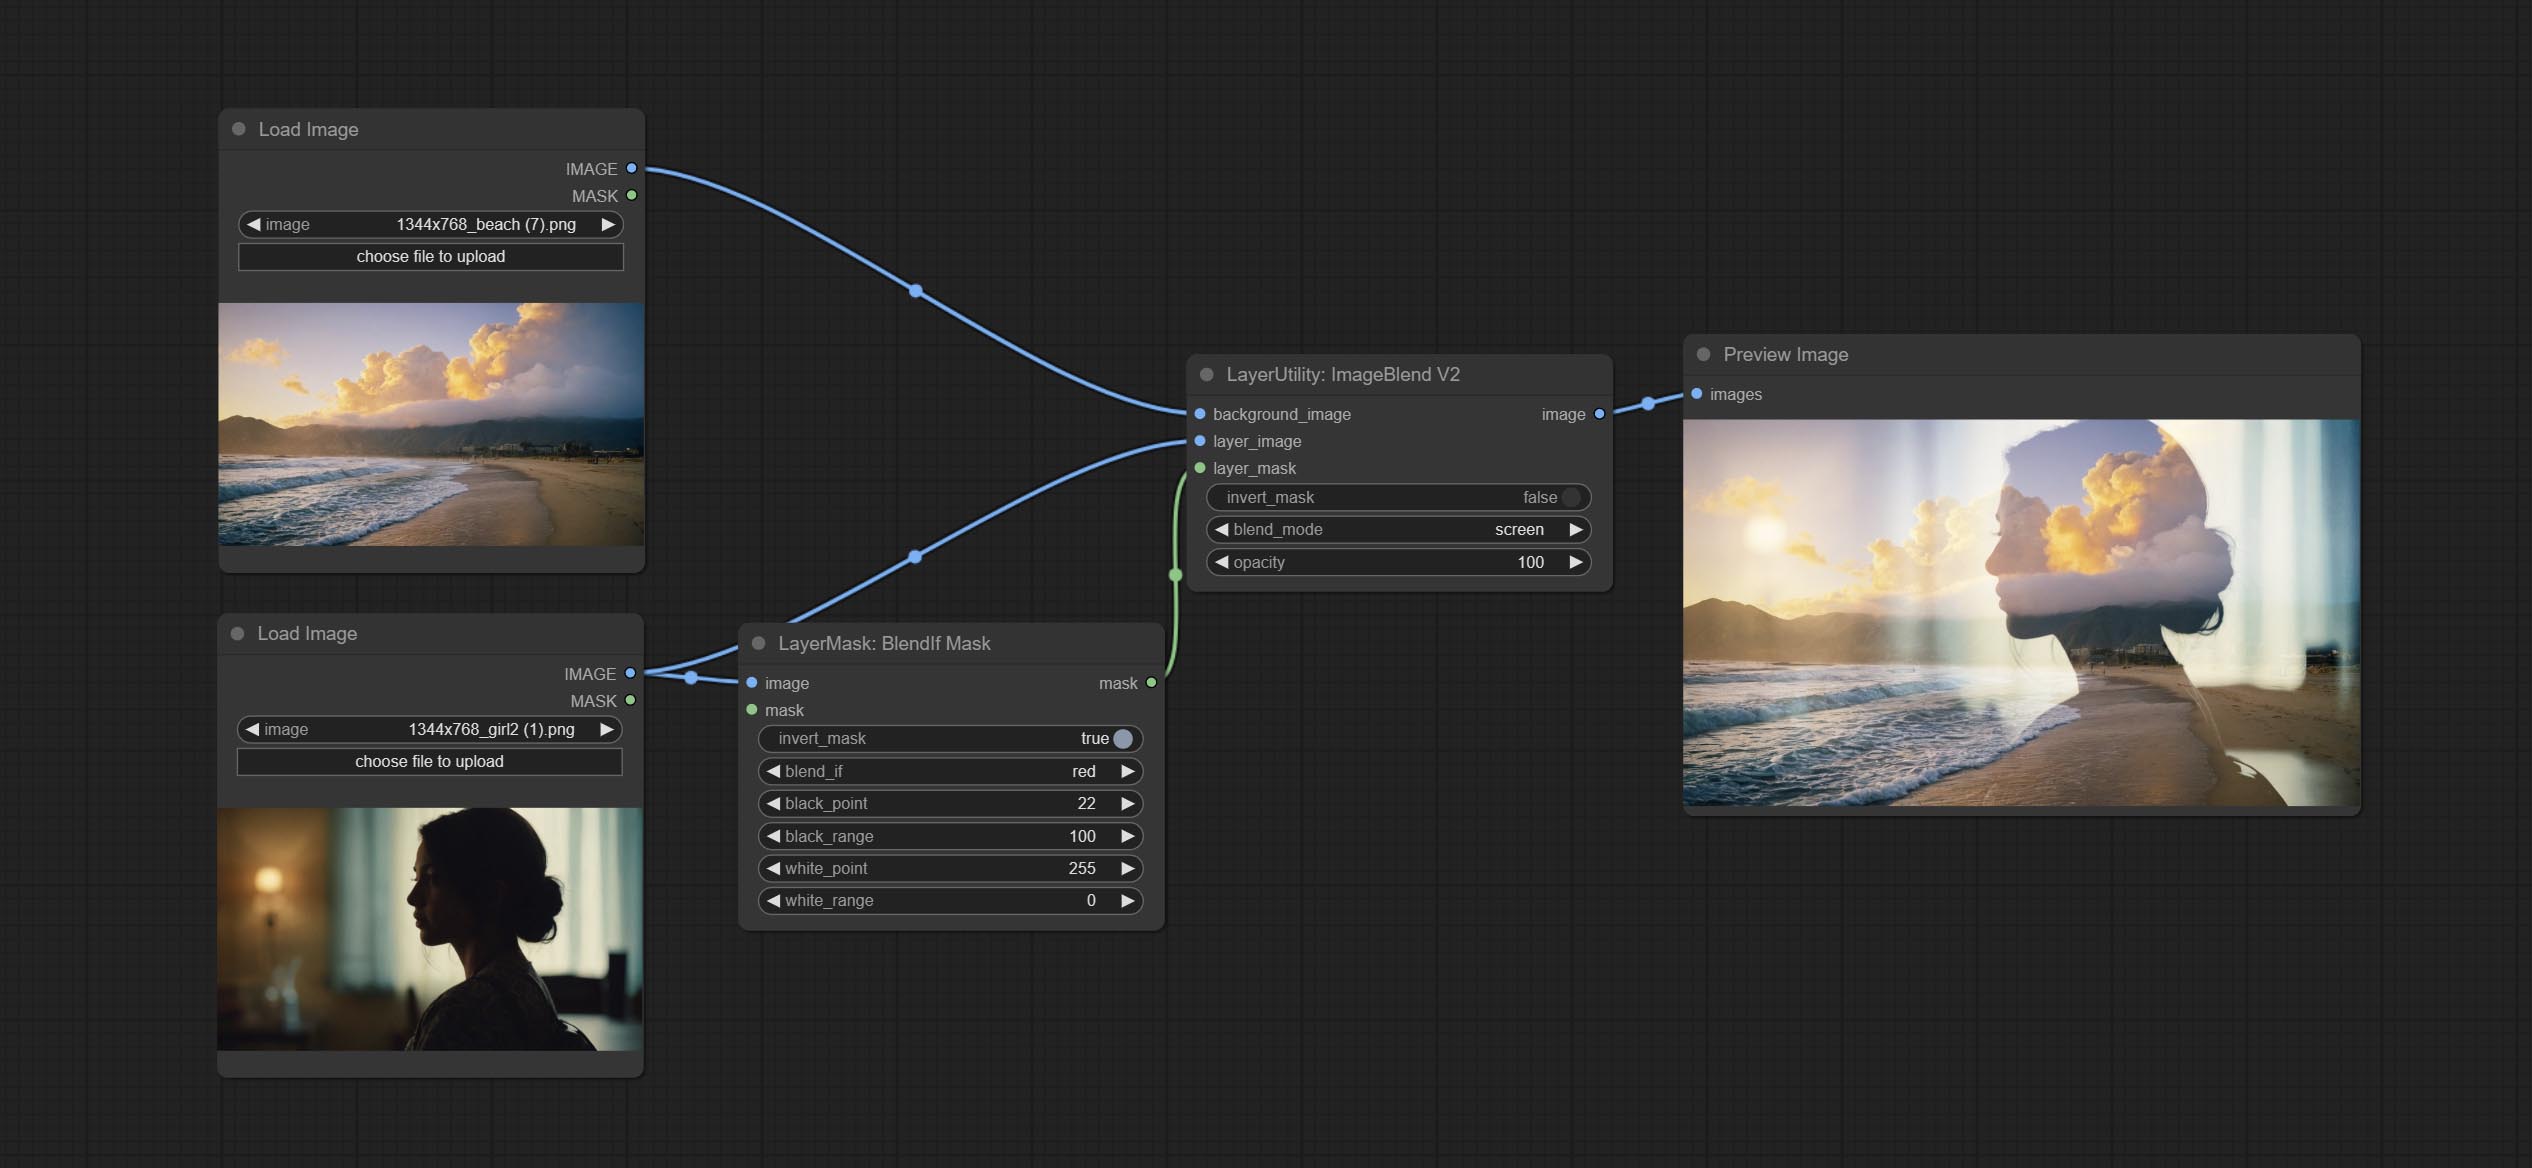 Load Image
IMAGE
MASK
image 1344x768_beach (7).png
choose file to upload
Load Image
IMAGE
MASK
image 1344x768_girl2 (1).png
choose file to upload
LayerMask: BlendIf Mask
image mask
mask
invert_mask true
blend_if red
black_point 22
black_range 100
white_point 255
white_range 0
LayerUtility: ImageBlend V2
background_image image
layer_image
layer_mask
invert_mask false
blend_mode screen
opacity 100
Preview Image
images